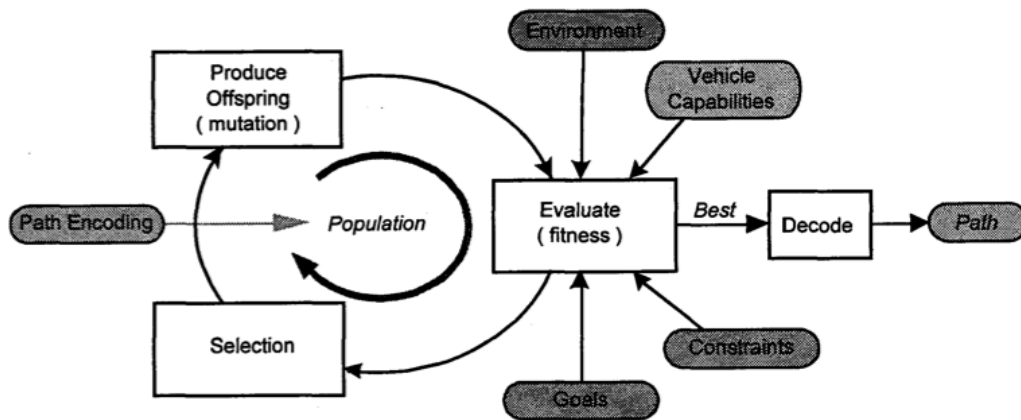 Environment
Produce
Offspring
( mutation )
Vehicle
Capabilities
Path Encoding
Population
Evaluate
( fitness )
Best
Decode
Path
Selection
Constraints
Goals